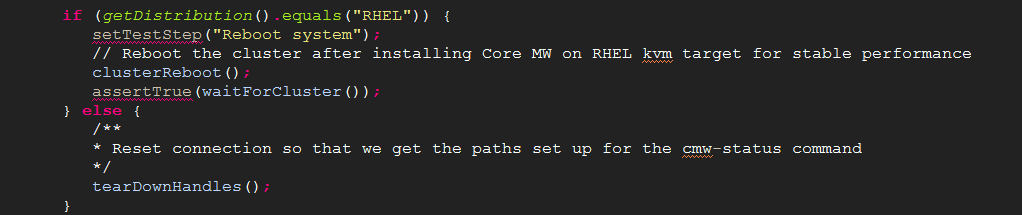 if (getDistribution().equals("RHEL")) {
setTestStep("Reboot system");
// Reboot the cluster after installing Core MW on RHEL kvm target for stable performance
clusterReboot();
assertTrue(waitForCluster());
} else {
/**
* Reset connection so that we get the paths set up for the cmw-status command
*/
tearDownHandles();
}